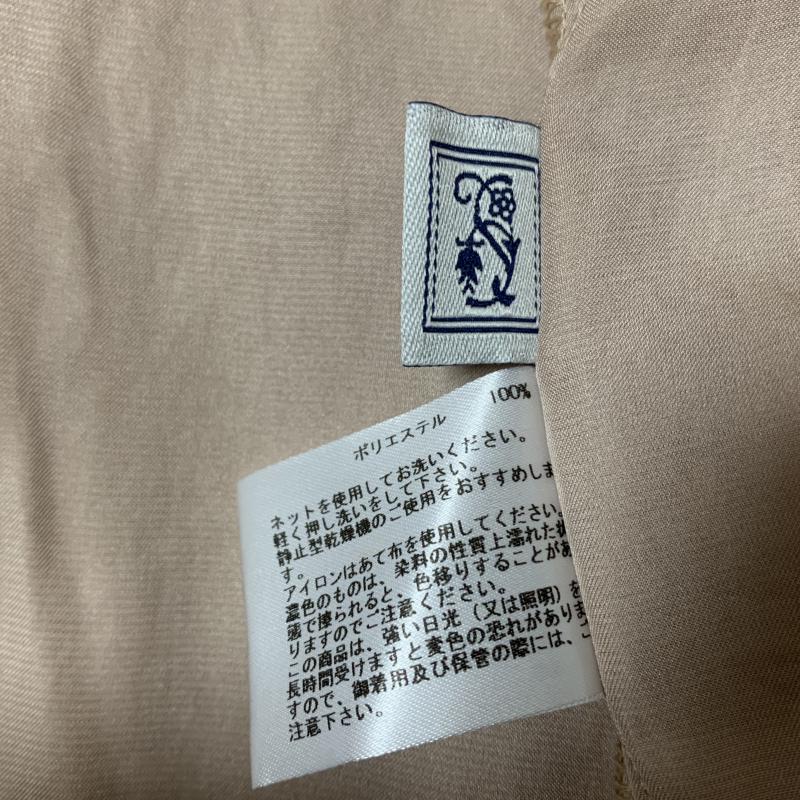 ポリエステル 100%
ネットを使用してお洗いください。
軽く押し洗いをして下さい。
静止型乾燥機のご使用をおすすめしま
す。
アイロンはあて布を使用してください。
濃色のものは、染料の性質上濡れた状
態で擦られると、色移りすることがあ
りますのでご注意ください。
この商品は、強い日光（又は照明）を
長時間受けますと変色の恐れがありま
すので、御着用及び保管の際には、ご
注意下さい。